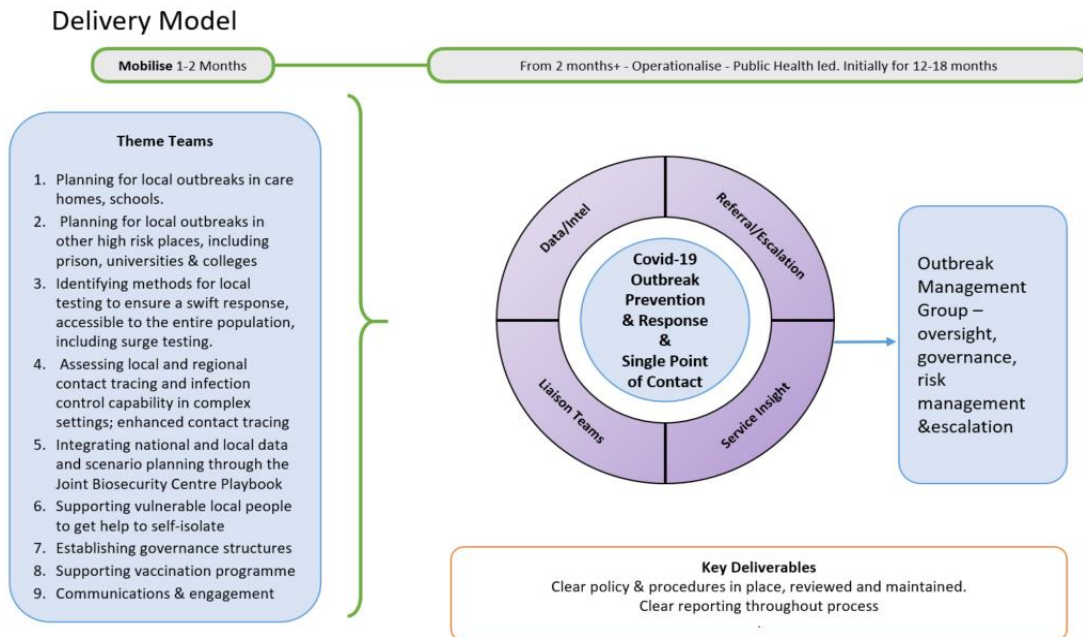 Delivery Model
Mobilise 1-2 Months
From 2 months+ - Operationalise - Public Health led. Initially for 12-18 months
Theme Teams
1. Planning for local outbreaks in care
homes, schools.
2. Planning for local outbreaks in
other high risk places, including
prison, universities & colleges
3. Identifying methods for local
testing to ensure a swift response,
accessible to the entire population,
including surge testing.
4. Assessing local and regional
contact tracing and infection
control capability in complex
settings; enhanced contact tracing
5. Integrating national and local data
and scenario planning through the
Joint Biosecurity Centre Playbook
6. Supporting vulnerable local people
to get help to self-isolate
7. Establishing governance structures
8. Supporting vaccination programme
9. Communications & engagement
Data/Intel
Referral/Escalation
Covid-19
Outbreak
Prevention
& Response
&
Single Point
of Contact
Liaison Teams
Service Insight
Outbreak
Management
Group –
oversight,
governance,
risk
management
&escalation
Key Deliverables
Clear policy & procedures in place, reviewed and maintained.
Clear reporting throughout process
.